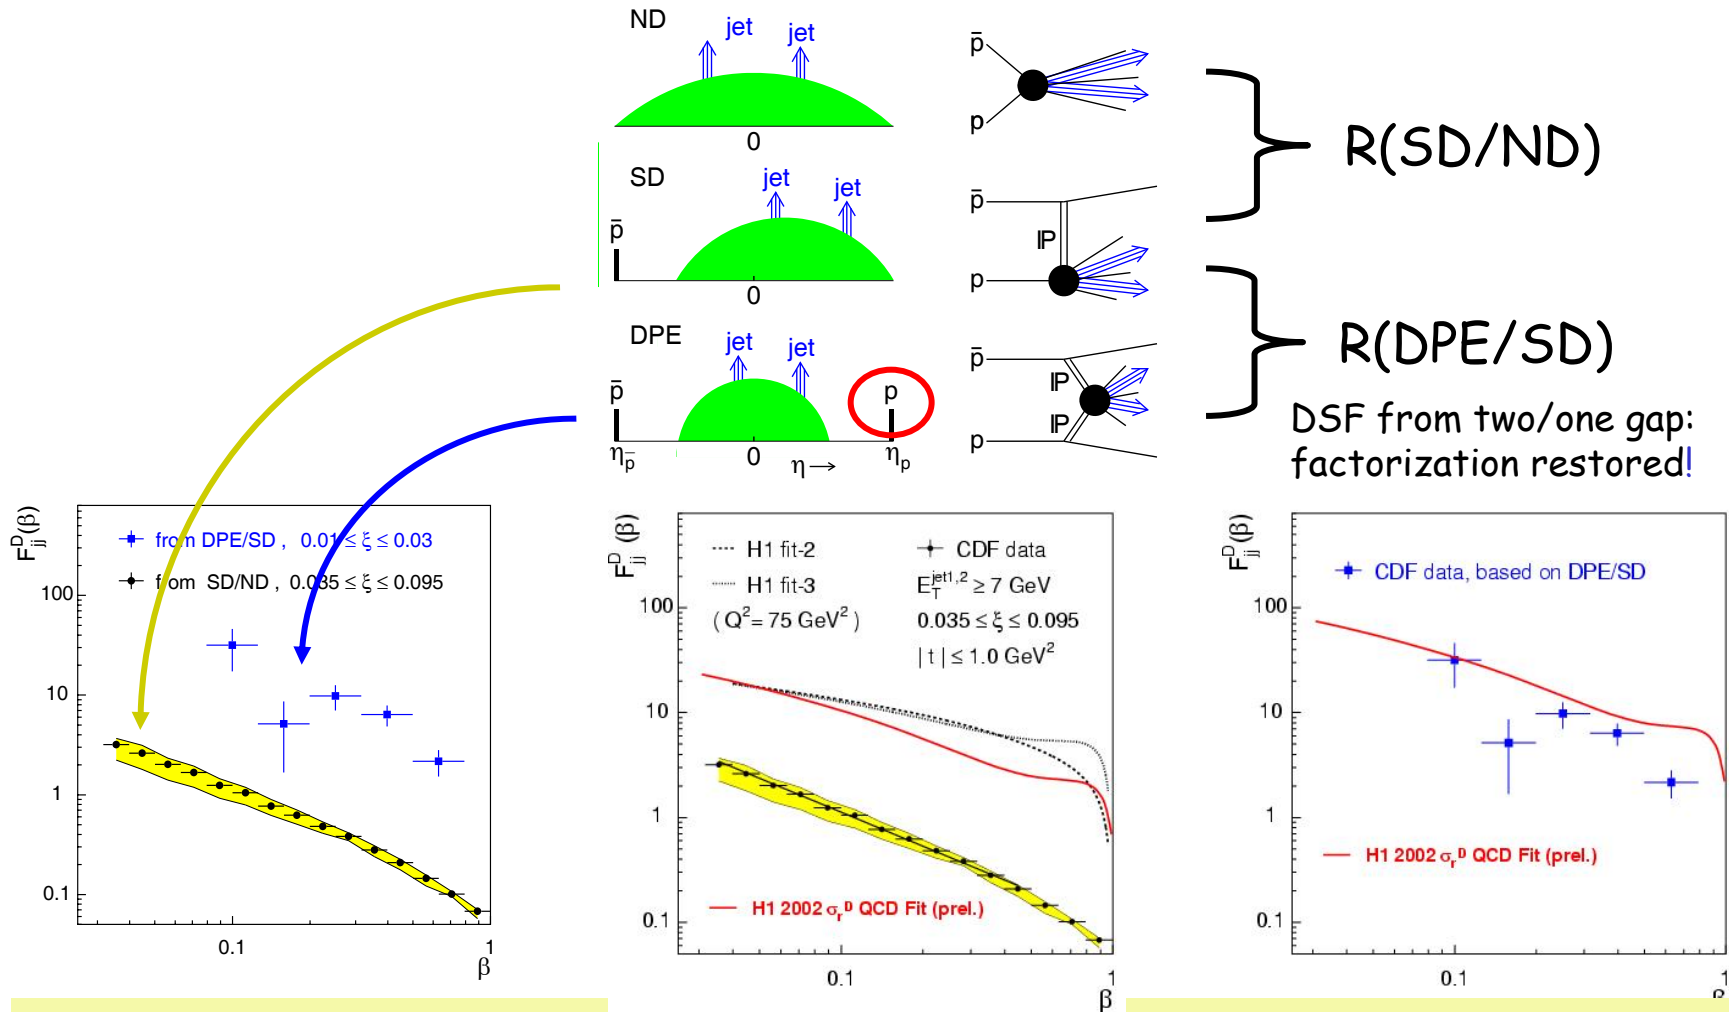 ND
jet
jet
0
p̄
p
R(SD/ND)
SD
jet
jet
p̄
0
p̄
IP
p
DPE
jet
jet
p̄
p
η_p̄
0
η →
η_p
p̄
IP
IP
p
R(DPE/SD)
DSF from two/one gap:
factorization restored!
F^D_jj(β)
from DPE/SD , 0.01 ≤ ξ ≤ 0.03
from SD/ND , 0.035 ≤ ξ ≤ 0.095
100
10
1
0.1
0.1
1
β
F^D_jj(β)
H1 fit-2
H1 fit-3
( Q² = 75 GeV² )
CDF data
E_T^jet1,2 ≥ 7 GeV
0.035 ≤ ξ ≤ 0.095
| t | ≤ 1.0 GeV²
100
10
1
0.1
H1 2002 σ_r^D QCD Fit (prel.)
0.1
1
β
F^D_jj(β)
CDF data, based on DPE/SD
100
10
1
0.1
H1 2002 σ_r^D QCD Fit (prel.)
0.1
1
β